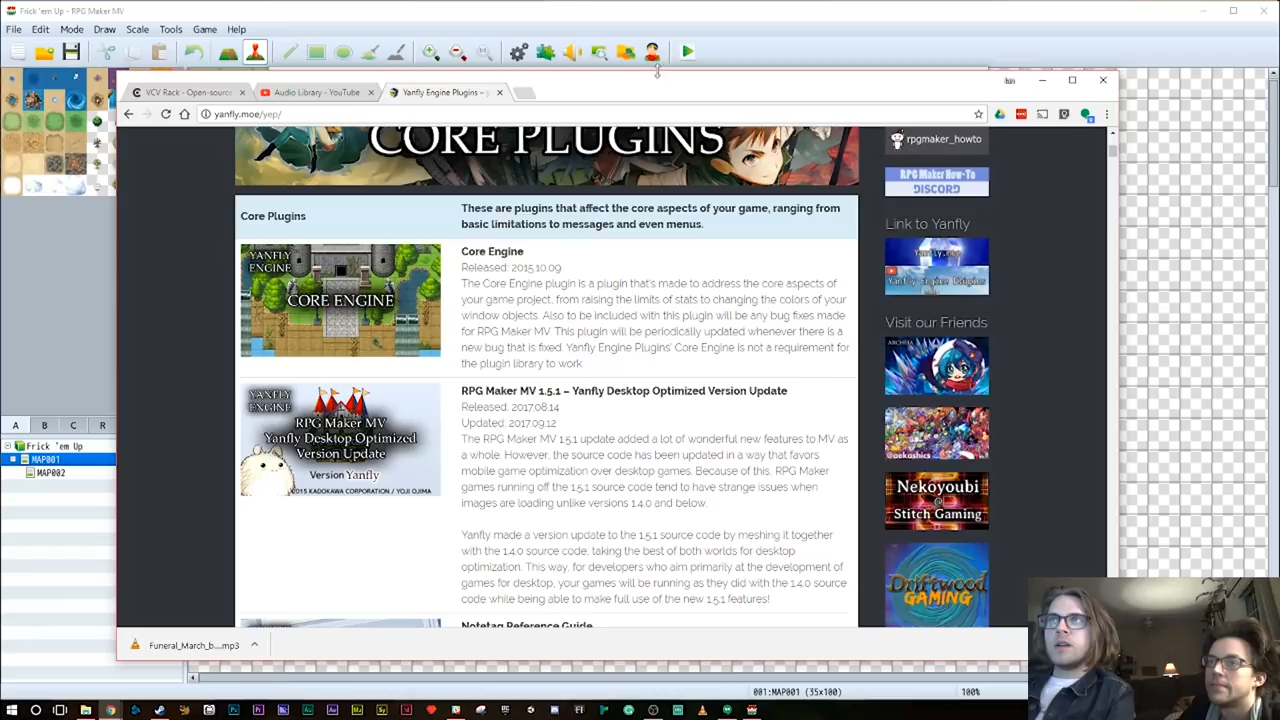 Frick 'em Up - RPG Maker MV
File Edit Mode Draw Scale Tools Game Help
Ian
VCV Rack - Open-sourc
Audio Library - YouTube
Yanfly Engine Plugins –
yanfly.moe/yep/
CORE PLUGINS
rpgmaker_howto
RPG Maker How-To
DISCORD
Core Plugins
These are plugins that affect the core aspects of your game, ranging from
basic limitations to messages and even menus.
Link to Yanfly
Yanfly.moe
Yanfly Engine Plugins
YANFLY
ENGINE
CORE ENGINE
Core Engine
Released: 2015.10.09
The Core Engine plugin is a plugin that's made to address the core aspects of
your game project, from raising the limits of stats to changing the colors of your
window objects. Also to be included with this plugin will be any bug fixes made
for RPG Maker MV. This plugin will be periodically updated whenever there is a
new bug that is fixed. Yanfly Engine Plugins' Core Engine is not a requirement for
the plugin library to work
Visit our Friends
ARCHEIA
YANFLY
ENGINE
RPG Maker MV
Yanfly Desktop Optimized
Version Update
Version Yanfly
©2015 KADOKAWA CORPORATION / YOJI OJIMA
RPG Maker MV 1.5.1 – Yanfly Desktop Optimized Version Update
Released: 2017.08.14
Updated: 2017.09.12
The RPG Maker MV 1.5.1 update added a lot of wonderful new features to MV as
a whole. However, the source code has been updated in a way that favors
mobile game optimization over desktop games. Because of this, RPG Maker
games running off the 1.5.1 source code tend to have strange issues when
images are loading unlike versions 1.4.0 and below.
Yanfly made a version update to the 1.5.1 source code by meshing it together
with the 1.4.0 source code, taking the best of both worlds for desktop
optimization. This way, for developers who aim primarily at the development of
games for desktop, your games will be running as they did with the 1.4.0 source
code while being able to make full use of the new 1.5.1 features!
Notetag Reference Guide
@aekashics
Nekoyoubi
@
Stitch Gaming
Driftwood
GAMING
A B C R
Frick 'em Up
MAP001
MAP002
Funeral_March_b....mp3
001:MAP001 (35x100)
100%